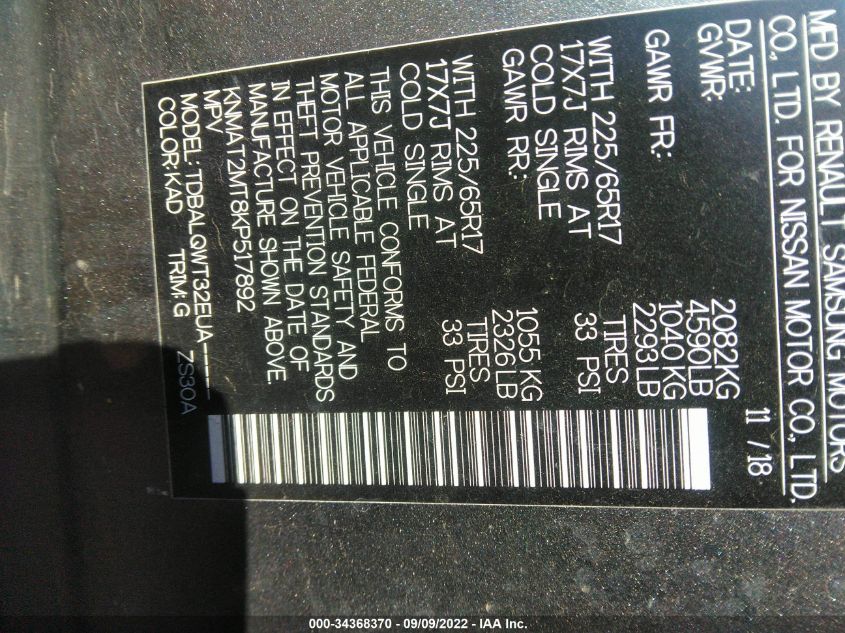 MFD BY RENAULT SAMSUNG MOTORS
CO., LTD. FOR NISSAN MOTOR CO., LTD.
DATE: 11 / 18
GVWR: 4590LB 2082KG
GAWR FR: 2293LB 1040 KG
WITH 225/65R17 TIRES
17X7J RIMS AT 33 PSI
COLD SINGLE
GAWR RR: 2326LB 1055 KG
WITH 225/65R17 TIRES
17X7J RIMS AT 33 PSI
COLD SINGLE
THIS VEHICLE CONFORMS TO
ALL APPLICABLE FEDERAL
MOTOR VEHICLE SAFETY AND
THEFT PREVENTION STANDARDS
IN EFFECT ON THE DATE OF
MANUFACTURE SHOWN ABOVE.
KNMAT2MT8KP517892
MPV
MODEL: TDBALQWT32EUA-----
COLOR:KAD TRIM: G ZS30A
000-34368370 - 09/09/2022 - IAA Inc.